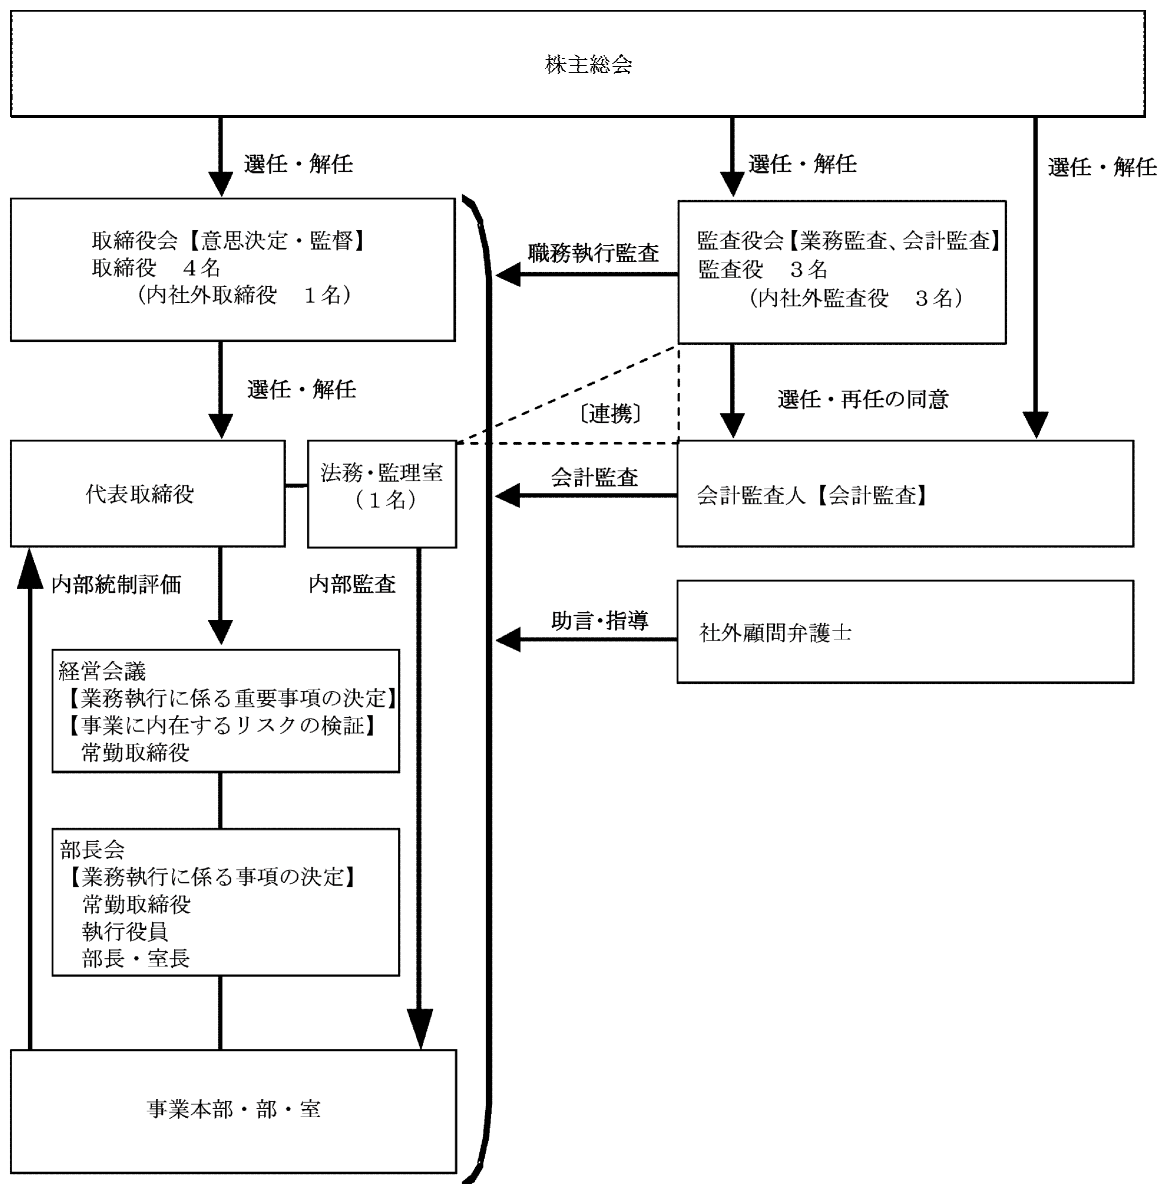 株主総会
選任・解任
選任・解任
選任・解任
取締役会【意思決定・監督】
取締役　４名
（内社外取締役　１名）
職務執行監査
監査役会【業務監査、会計監査】
監査役　３名
（内社外監査役　３名）
選任・解任
〔連携〕
選任・再任の同意
代表取締役
法務・監理室
（１名）
会計監査
会計監査人【会計監査】
内部統制評価
内部監査
助言・指導
社外顧問弁護士
経営会議
【業務執行に係る重要事項の決定】
【事業に内在するリスクの検証】
常勤取締役
部長会
【業務執行に係る事項の決定】
常勤取締役
執行役員
部長・室長
事業本部・部・室